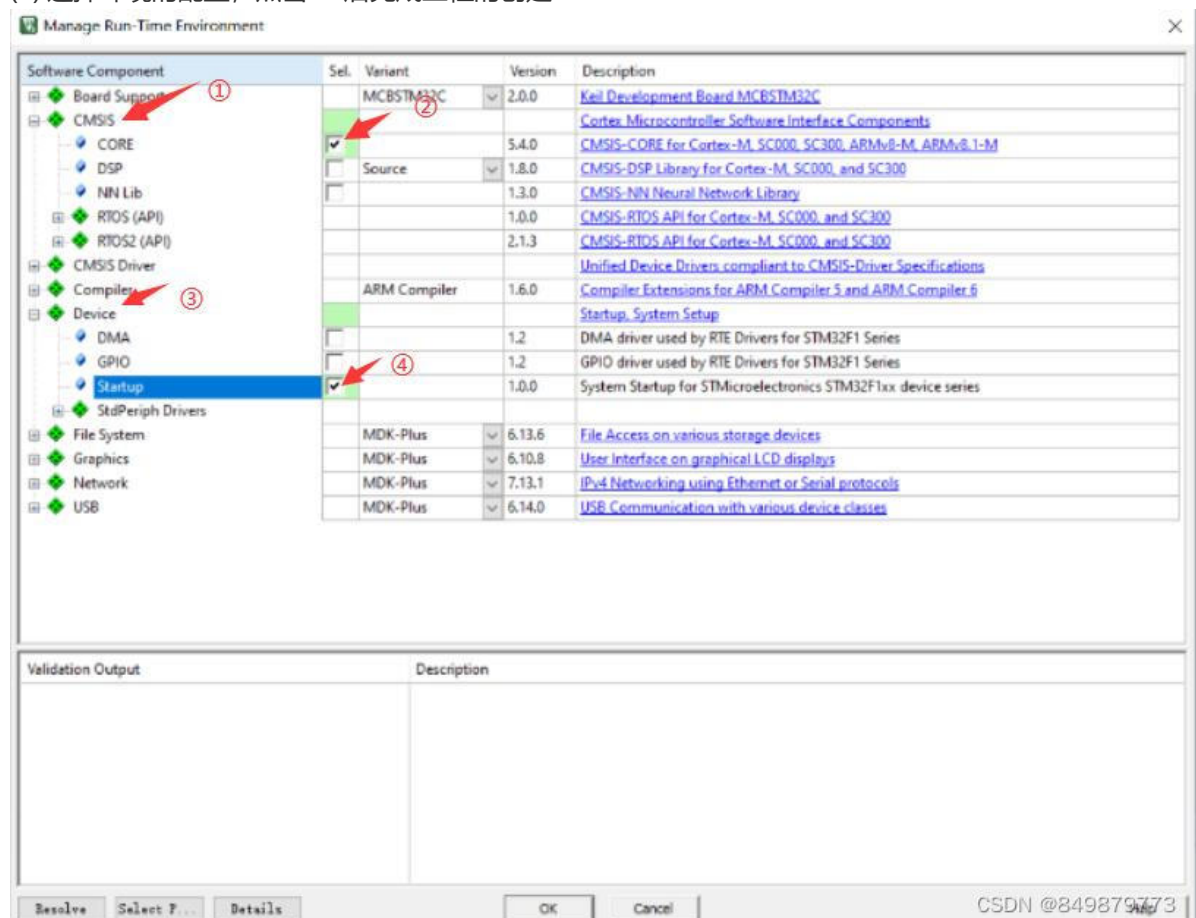 Manage Run-Time Environment
Software Component Sel. Variant Version Description
Board Support ① MCBSTM32C 2.0.0 Keil Development Board MCBSTM32C
CMSIS ② Cortex Microcontroller Software Interface Components
CORE 5.4.0 CMSIS-CORE for Cortex-M, SC000, SC300, ARMv8-M, ARMv8.1-M
DSP Source 1.8.0 CMSIS-DSP Library for Cortex-M, SC000, and SC300
NN Lib 1.3.0 CMSIS-NN Neural Network Library
RTOS (API) 1.0.0 CMSIS-RTOS API for Cortex-M, SC000, and SC300
RTOS2 (API) 2.1.3 CMSIS-RTOS API for Cortex-M, SC000, and SC300
CMSIS Driver Unified Device Drivers compliant to CMSIS-Driver Specifications
Compiler ③ ARM Compiler 1.6.0 Compiler Extensions for ARM Compiler 5 and ARM Compiler 6
Device Startup, System Setup
DMA 1.2 DMA driver used by RTE Drivers for STM32F1 Series
GPIO ④ 1.2 GPIO driver used by RTE Drivers for STM32F1 Series
Startup 1.0.0 System Startup for STMicroelectronics STM32F1xx device series
StdPeriph Drivers
File System MDK-Plus 6.13.6 File Access on various storage devices
Graphics MDK-Plus 6.10.8 User Interface on graphical LCD displays
Network MDK-Plus 7.13.1 IPv4 Networking using Ethernet or Serial protocols
USB MDK-Plus 6.14.0 USB Communication with various device classes
Validation Output Description
Resolve Select P... Details OK Cancel CSDN @849879773